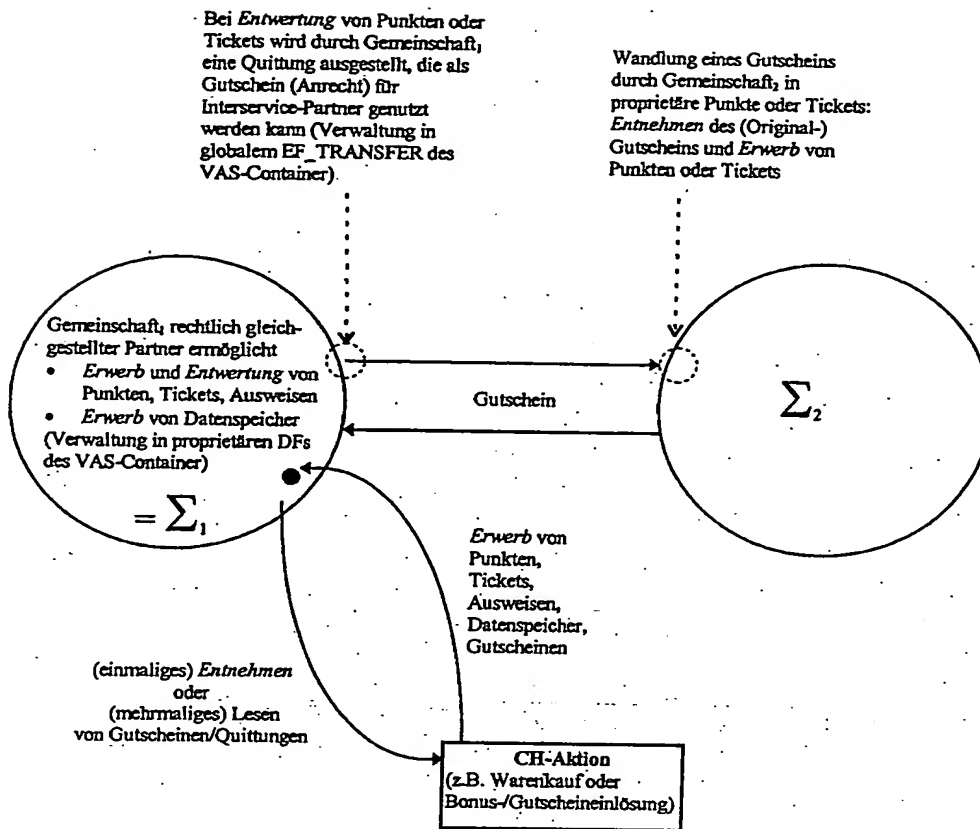 Bei Entwertung von Punkten oder
Tickets wird durch Gemeinschaft₁
eine Quittung ausgestellt, die als
Gutschein (Anrecht) für
Interservice-Partner genutzt
werden kann (Verwaltung in
globalem EF_TRANSFER des
VAS-Container).
Wandlung eines Gutscheins
durch Gemeinschaft₂ in
proprietäre Punkte oder Tickets:
Entnehmen des (Original-)
Gutscheins und Erwerb von
Punkten oder Tickets
Gemeinschaft₁ rechtlich gleich-
gestellter Partner ermöglicht
• Erwerb und Entwertung von
Punkten, Tickets, Ausweisen
• Erwerb von Datenspeicher
(Verwaltung in proprietären DFs
des VAS-Container)
= Σ₁
Gutschein
Σ₂
Erwerb von
Punkten,
Tickets,
Ausweisen,
Datenspeicher,
Gutscheinen
(einmaliges) Entnehmen
oder
(mehrmaliges) Lesen
von Gutscheinen/Quittungen
CH-Aktion
(z.B. Warenkauf oder
Bonus-/Gutscheineinlösung)